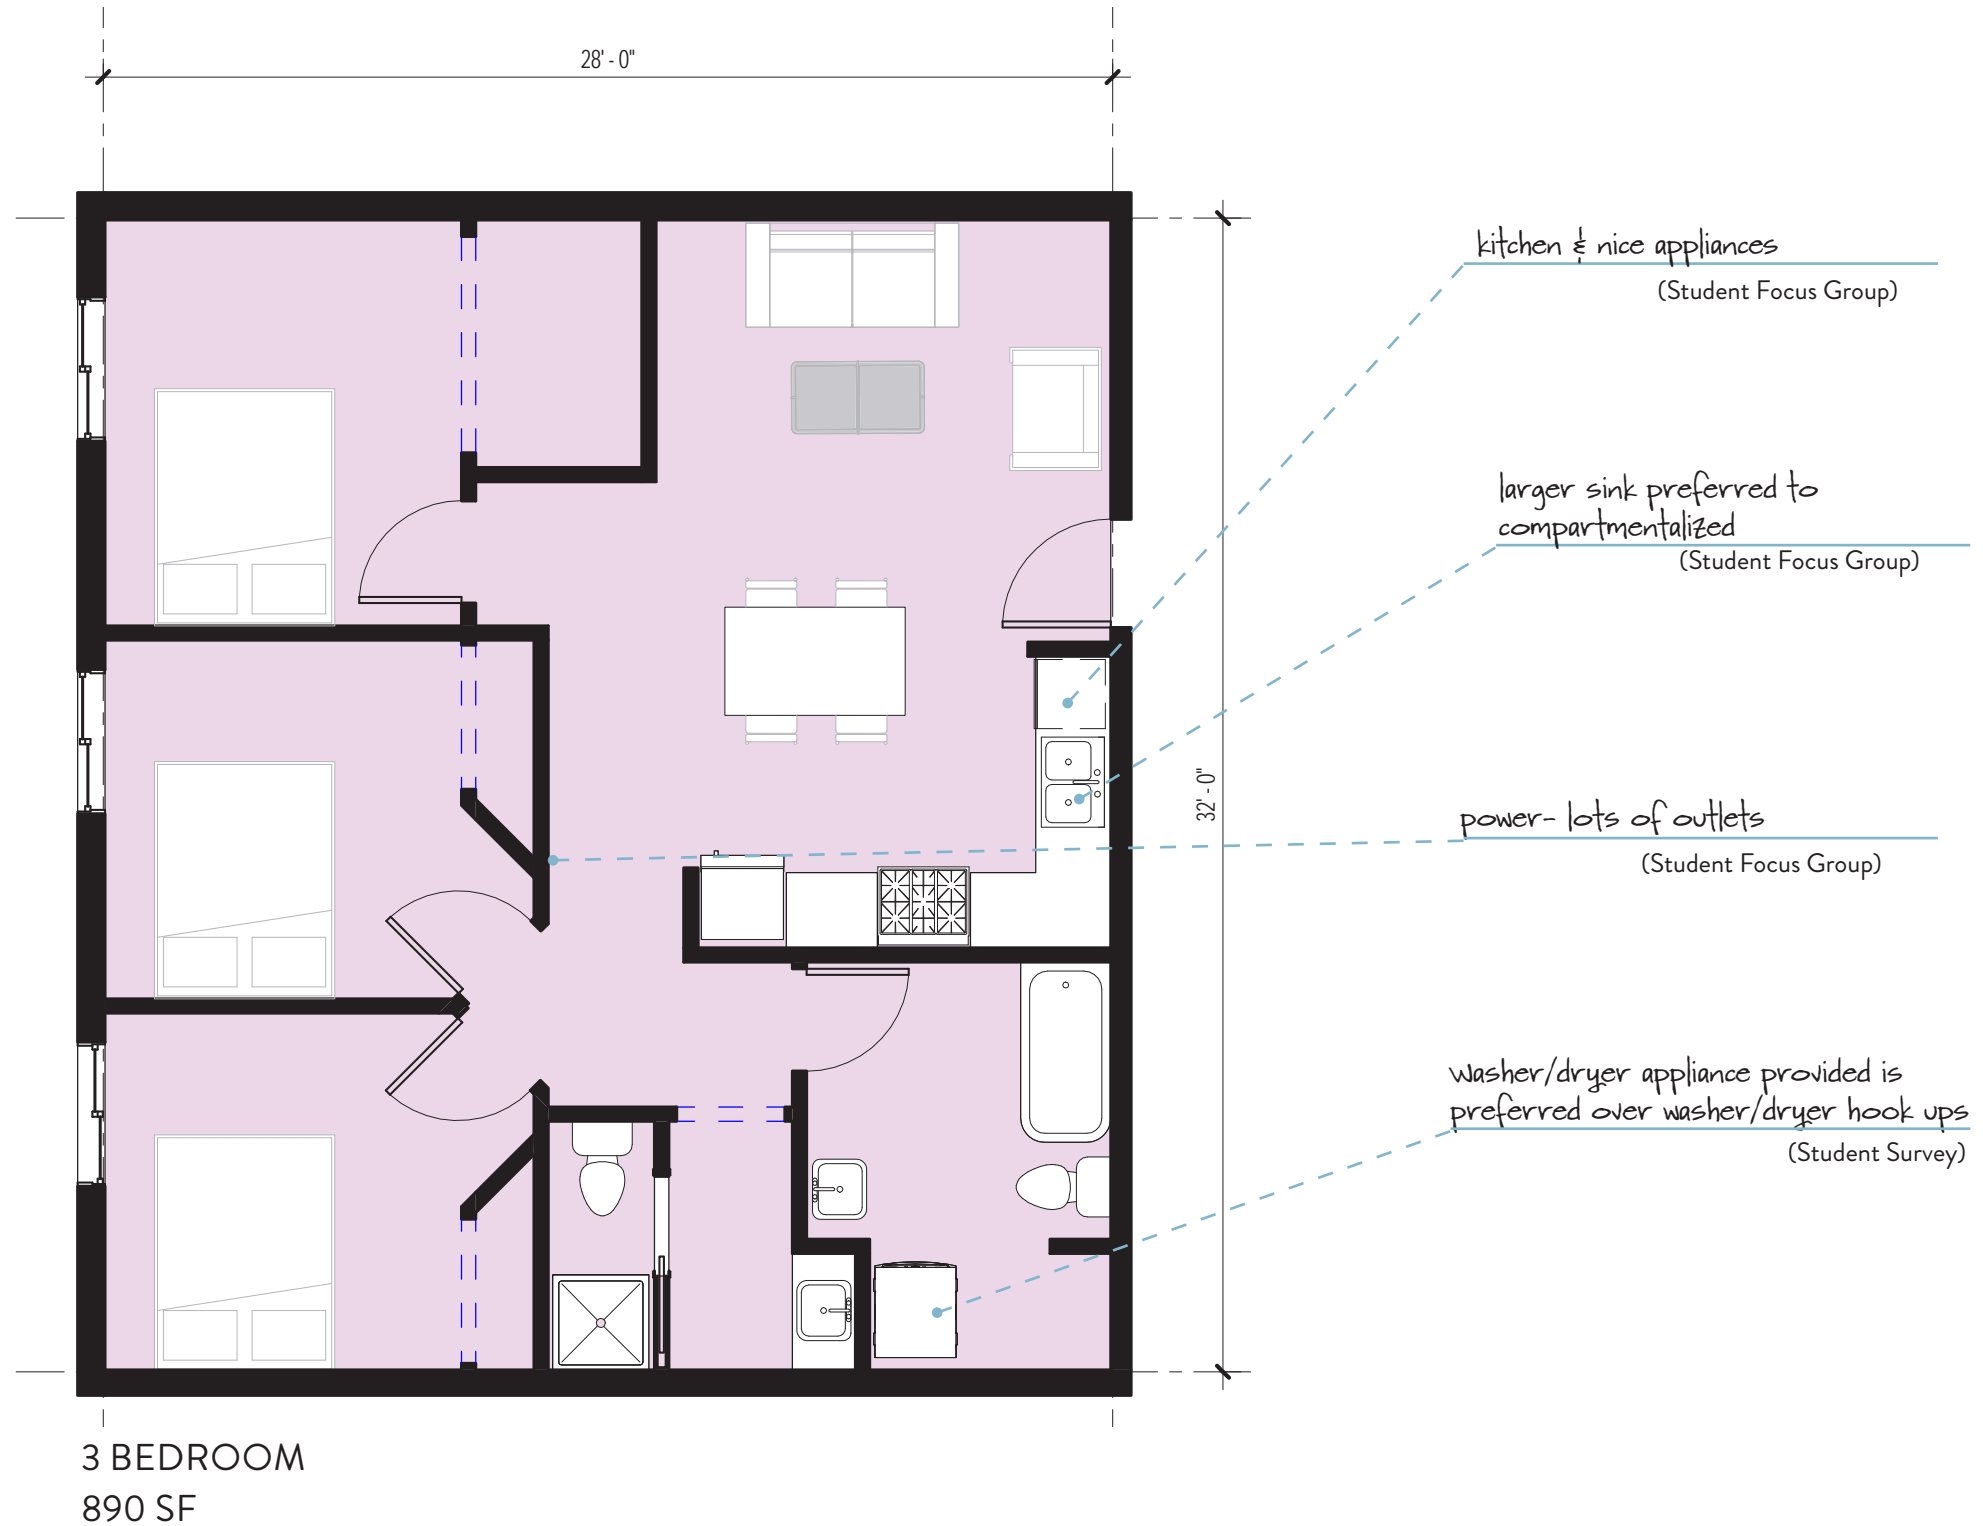 28' - 0"
kitchen & nice appliances
(Student Focus Group)
larger sink preferred to
compartmentalized
(Student Focus Group)
32' - 0"
power- lots of outlets
(Student Focus Group)
washer/dryer appliance provided is
preferred over washer/dryer hook ups
(Student Survey)
3 BEDROOM
890 SF